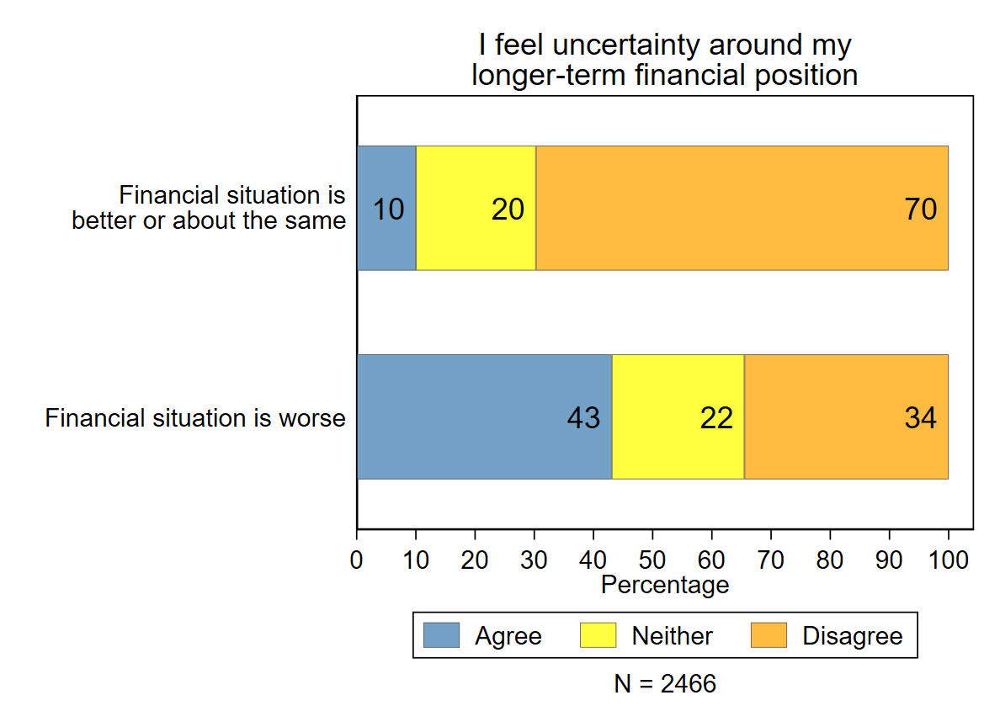 I feel uncertainty around my
longer-term financial position
Financial situation is
better or about the same
10 20 70
Financial situation is worse
43 22 34
0 10 20 30 40 50 60 70 80 90 100
Percentage
Agree Neither Disagree
N = 2466